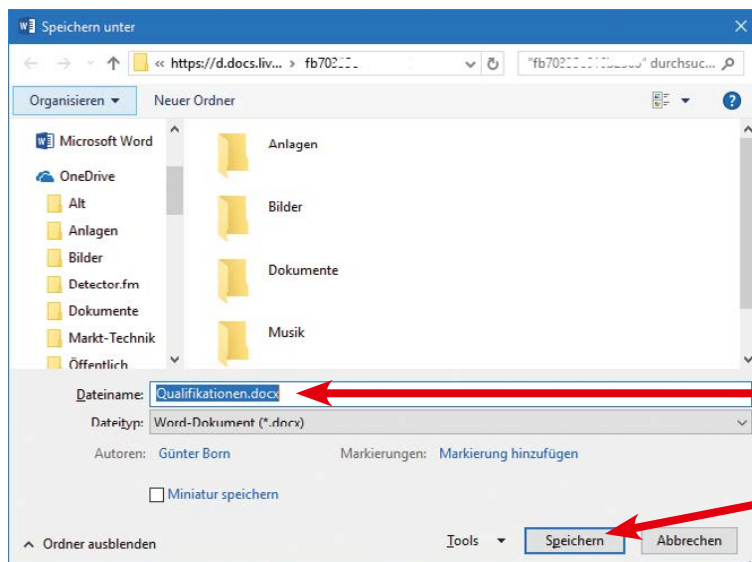 Speichern unter
« https://d.docs.liv... › "durchsuc...
Organisieren Neuer Ordner
Microsoft Word
OneDrive
Alt
Anlagen
Bilder
Detector.fm
Dokumente
Markt-Technik
Öffentlich
Anlagen
Bilder
Dokumente
Musik
Dateiname: Qualifikationen.docx
Dateityp: Word-Dokument (*.docx)
Autoren: Günter Born Markierungen: Markierung hinzufügen
Miniatur speichern
Ordner ausblenden Tools Speichern Abbrechen